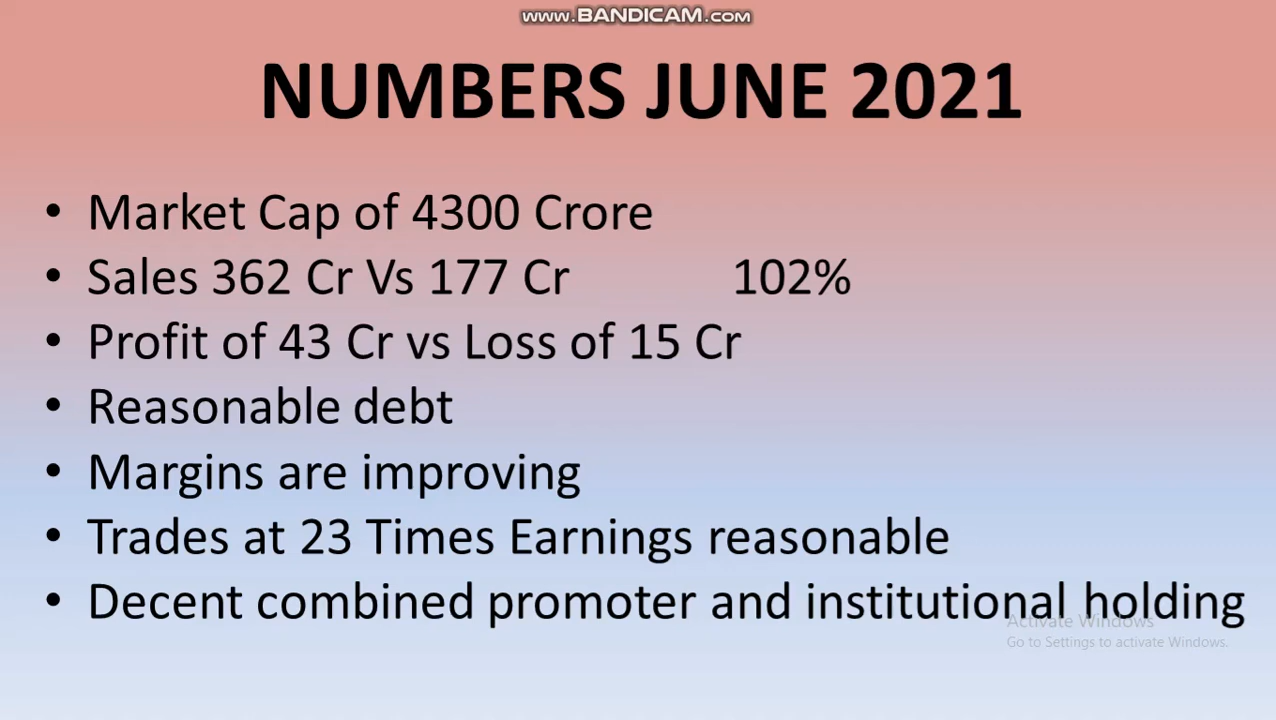 www.BANDICAM.com
NUMBERS JUNE 2021
• Market Cap of 4300 Crore
• Sales 362 Cr Vs 177 Cr 102%
• Profit of 43 Cr vs Loss of 15 Cr
• Reasonable debt
• Margins are improving
• Trades at 23 Times Earnings reasonable
• Decent combined promoter and institutional holding
Activate Windows
Go to Settings to activate Windows.